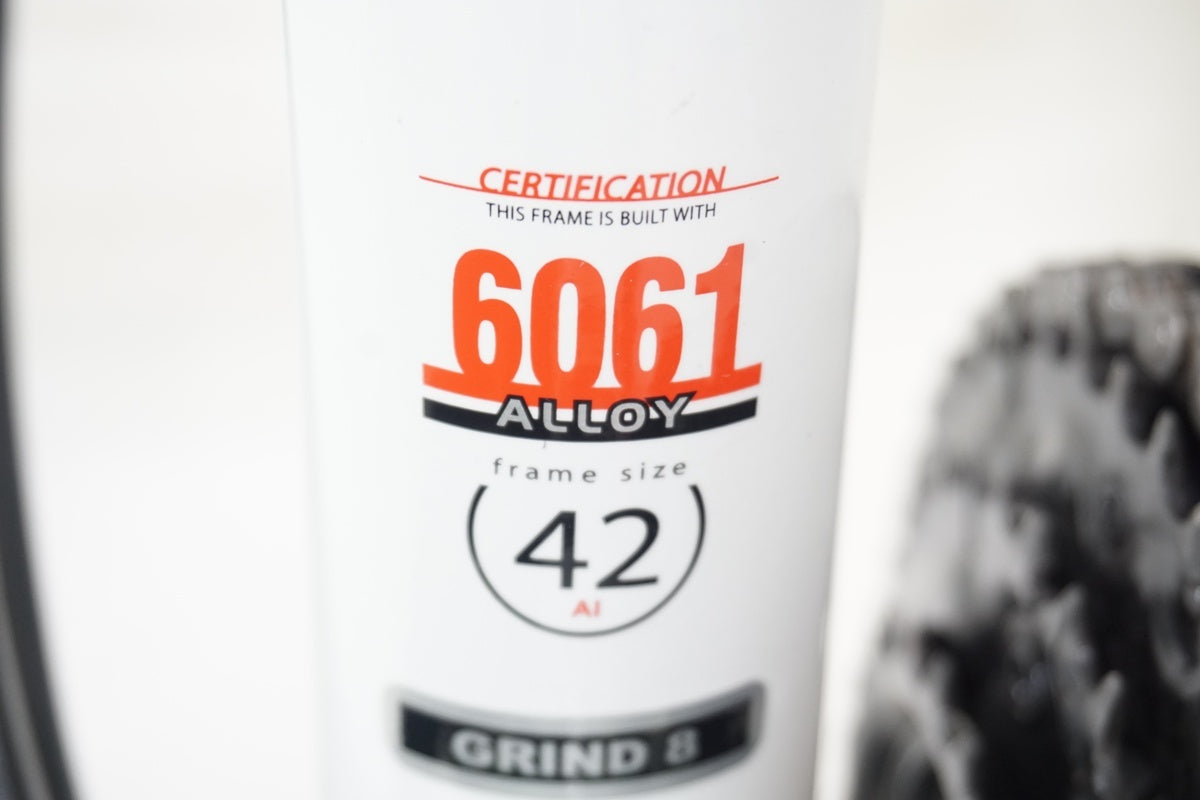 CERTIFICATION
THIS FRAME IS BUILT WITH
6061
ALLOY
frame size
42
Al
GRIND 8